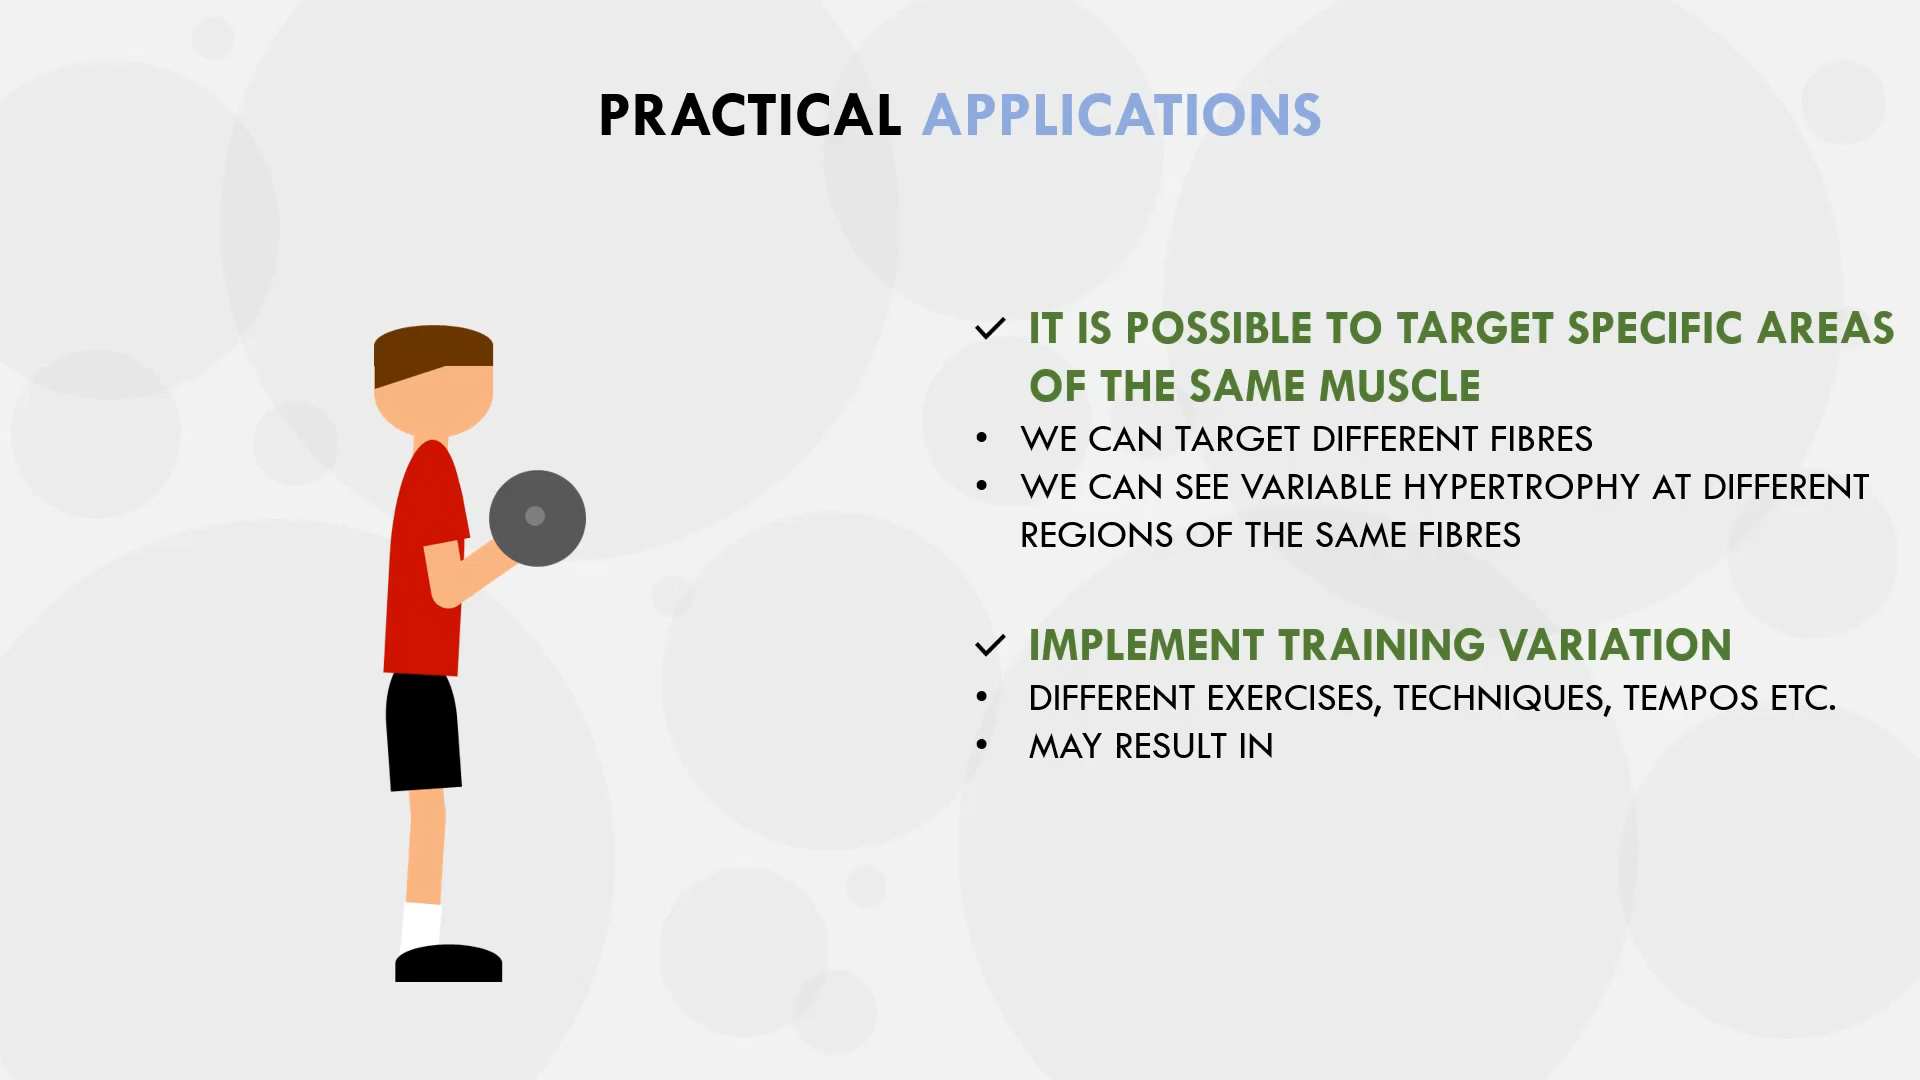 PRACTICAL APPLICATIONS
✓ IT IS POSSIBLE TO TARGET SPECIFIC AREAS
OF THE SAME MUSCLE
• WE CAN TARGET DIFFERENT FIBRES
• WE CAN SEE VARIABLE HYPERTROPHY AT DIFFERENT
REGIONS OF THE SAME FIBRES
✓ IMPLEMENT TRAINING VARIATION
• DIFFERENT EXERCISES, TECHNIQUES, TEMPOS ETC.
• MAY RESULT IN